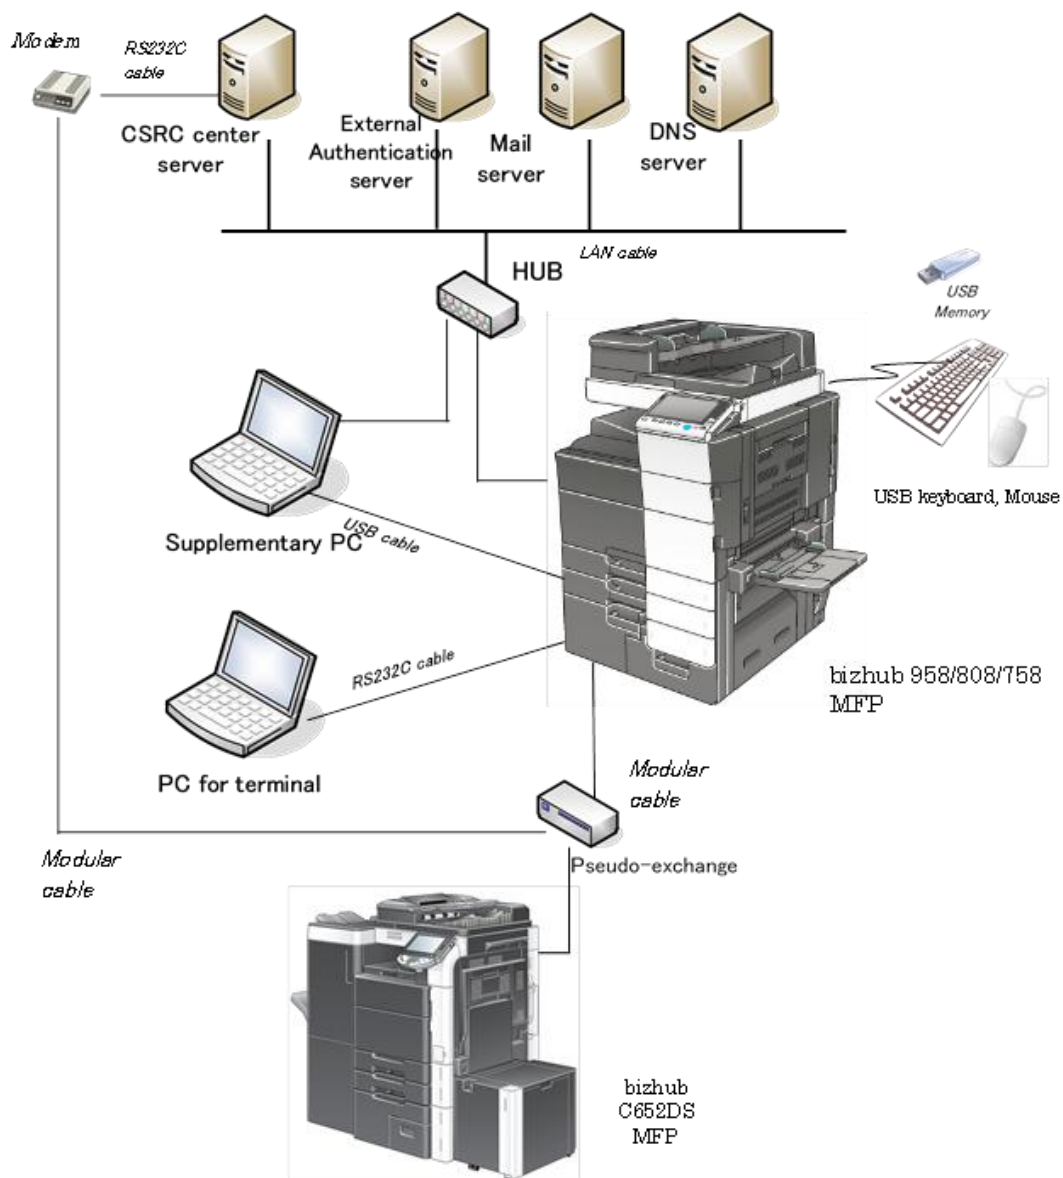 Modem
RS232C
cable
CSRC center
server
External
Authentication
server
Mail
server
DNS
server
LAN cable
HUB
USB
Memory
USB keyboard, Mouse
Supplementary PC
USB cable
RS232C cable
PC for terminal
bizhub 958/808/758
MFP
Modular
cable
Modular
cable
Pseudo-exchange
bizhub
C652DS
MFP